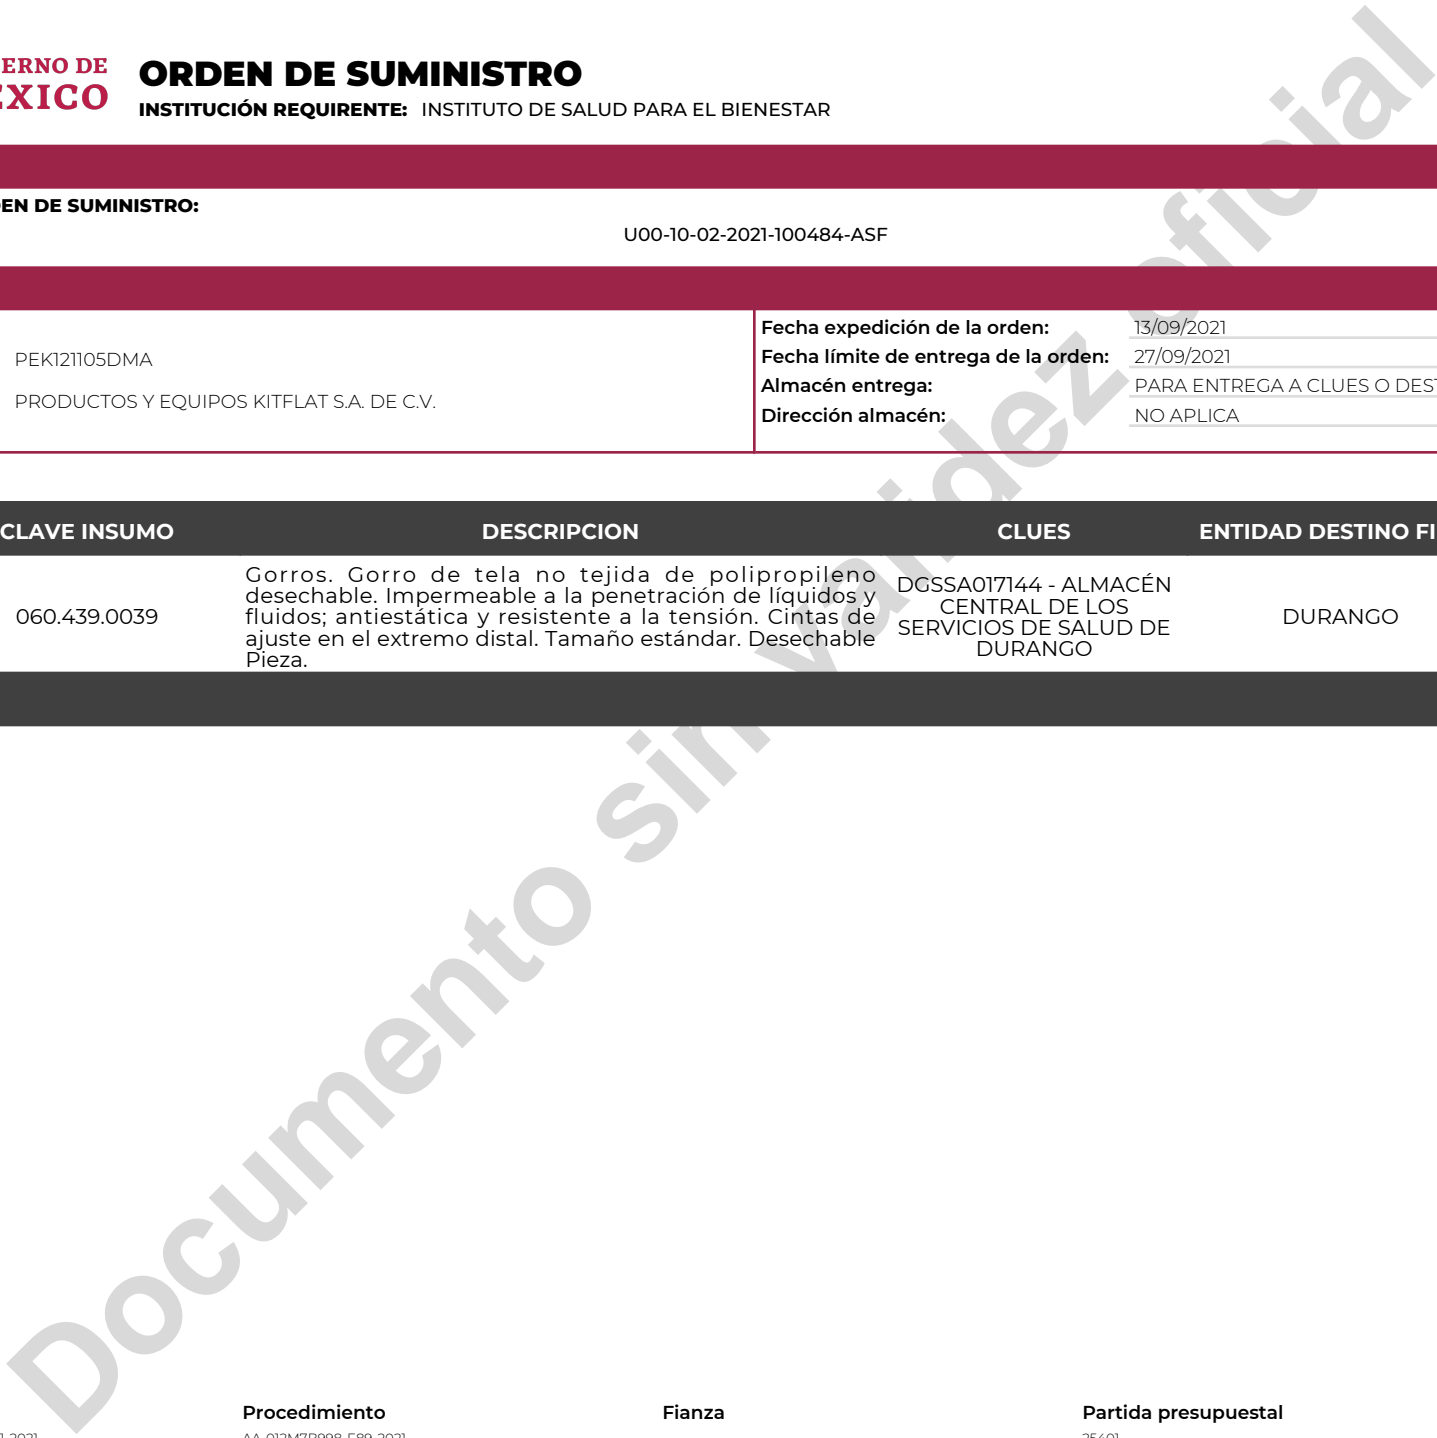 ERNO DE
ÉXICO
ORDEN DE SUMINISTRO
INSTITUCIÓN REQUIRENTE: INSTITUTO DE SALUD PARA EL BIENESTAR
EN DE SUMINISTRO:
U00-10-02-2021-100484-ASF
PEK121105DMA
PRODUCTOS Y EQUIPOS KITFLAT S.A. DE C.V.
Fecha expedición de la orden: 13/09/2021
Fecha límite de entrega de la orden: 27/09/2021
Almacén entrega: PARA ENTREGA A CLUES O DEST
Dirección almacén: NO APLICA
CLAVE INSUMO DESCRIPCION CLUES ENTIDAD DESTINO FI
060.439.0039
Gorros. Gorro de tela no tejida de polipropileno
desechable. Impermeable a la penetración de líquidos y
fluidos; antiestática y resistente a la tensión. Cintas de
ajuste en el extremo distal. Tamaño estándar. Desechable
Pieza.
DGSSA017144 - ALMACÉN
CENTRAL DE LOS
SERVICIOS DE SALUD DE
DURANGO
DURANGO
Documento sin validez oficial
Procedimiento Fianza Partida presupuestal